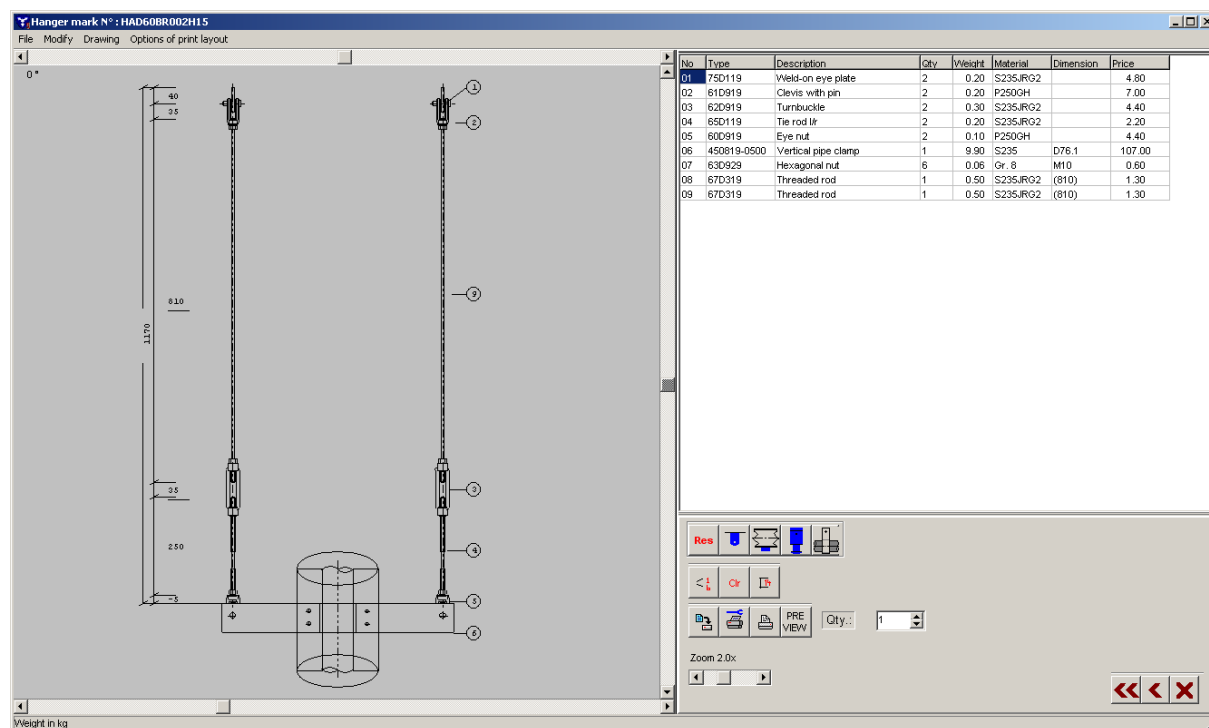 Hanger mark N° : HAD60BR002H15
File Modify Drawing Options of print layout
0°
40
35
810
1170
35
250
-5
1
2
9
3
4
5
6
No Type Description Qty Weight Material Dimension Price
01 75D119 Weld-on eye plate 2 0.20 S235JRG2 4.80
02 61D919 Clevis with pin 2 0.20 P250GH 7.00
03 62D919 Turnbuckle 2 0.30 S235JRG2 4.40
04 65D119 Tie rod l/r 2 0.20 S235JRG2 2.20
05 60D919 Eye nut 2 0.10 P250GH 4.40
06 450819-0500 Vertical pipe clamp 1 9.90 S235 D76.1 107.00
07 63D929 Hexagonal nut 6 0.06 Gr. 8 M10 0.60
08 67D319 Threaded rod 1 0.50 S235JRG2 (810) 1.30
09 67D319 Threaded rod 1 0.50 S235JRG2 (810) 1.30
Res
Clr
PRE
VIEW
Qty.: 1
Zoom 2.0x
Weight in kg